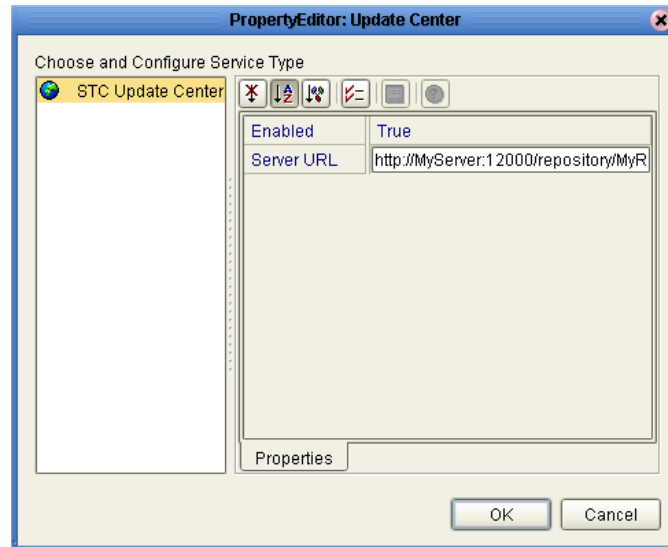 PropertyEditor: Update Center
Choose and Configure Service Type
STC Update Center
Enabled True
Server URL http://MyServer:12000/repository/MyR
Properties
OK Cancel